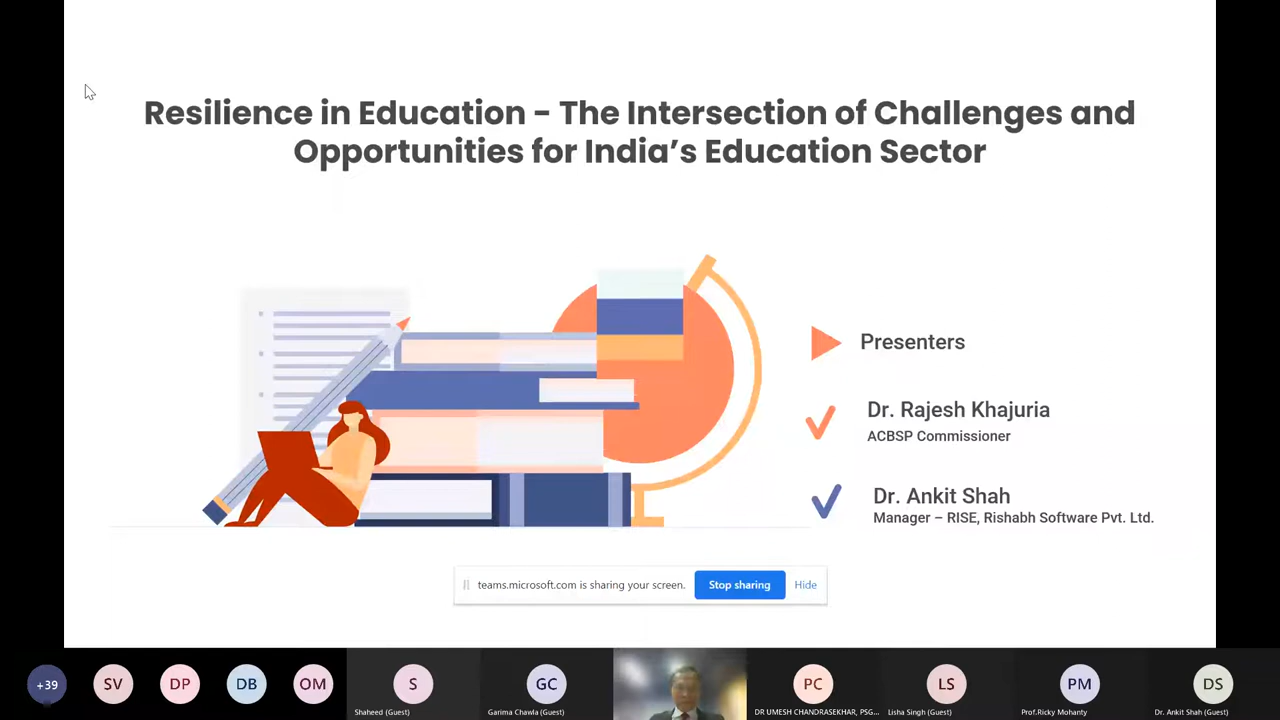 Resilience in Education - The Intersection of Challenges and
Opportunities for India's Education Sector
Presenters
Dr. Rajesh Khajuria
ACBSP Commissioner
Dr. Ankit Shah
Manager – RISE, Rishabh Software Pvt. Ltd.
teams.microsoft.com is sharing your screen. Stop sharing Hide
+39 SV DP DB OM S GC PC LS PM DS
Shaheed (Guest) Garima Chawla (Guest) DR UMESH CHANDRASEKHAR, PSG... Lisha Singh (Guest) Prof.Ricky Mohanty Dr. Ankit Shah (Guest)